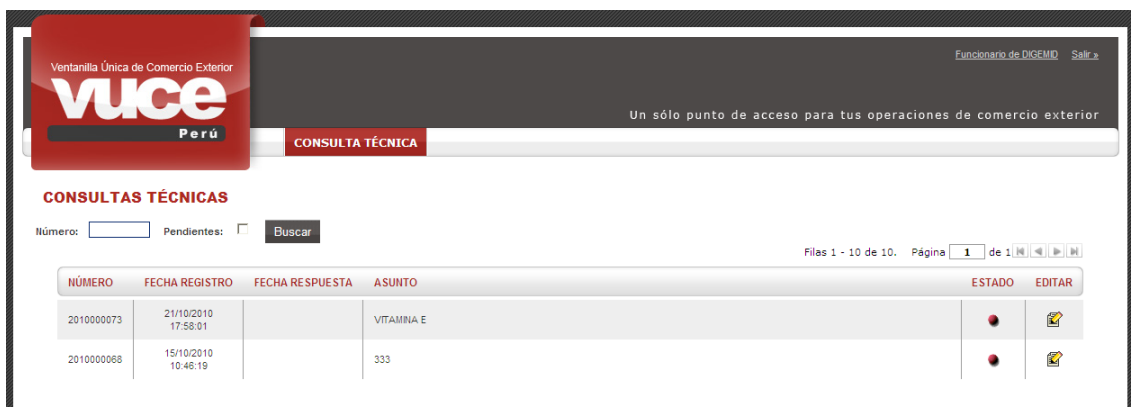 Funcionario de DIGEMID Salir »
Ventanilla Única de Comercio Exterior
vuce
Perú
Un sólo punto de acceso para tus operaciones de comercio exterior
CONSULTA TÉCNICA
CONSULTAS TÉCNICAS
Número: Pendientes: Buscar
Filas 1 - 10 de 10. Página 1 de 1
NÚMERO FECHA REGISTRO FECHA RESPUESTA ASUNTO ESTADO EDITAR
2010000073 21/10/2010 17:58:01 VITAMINA E
2010000068 15/10/2010 10:46:19 333